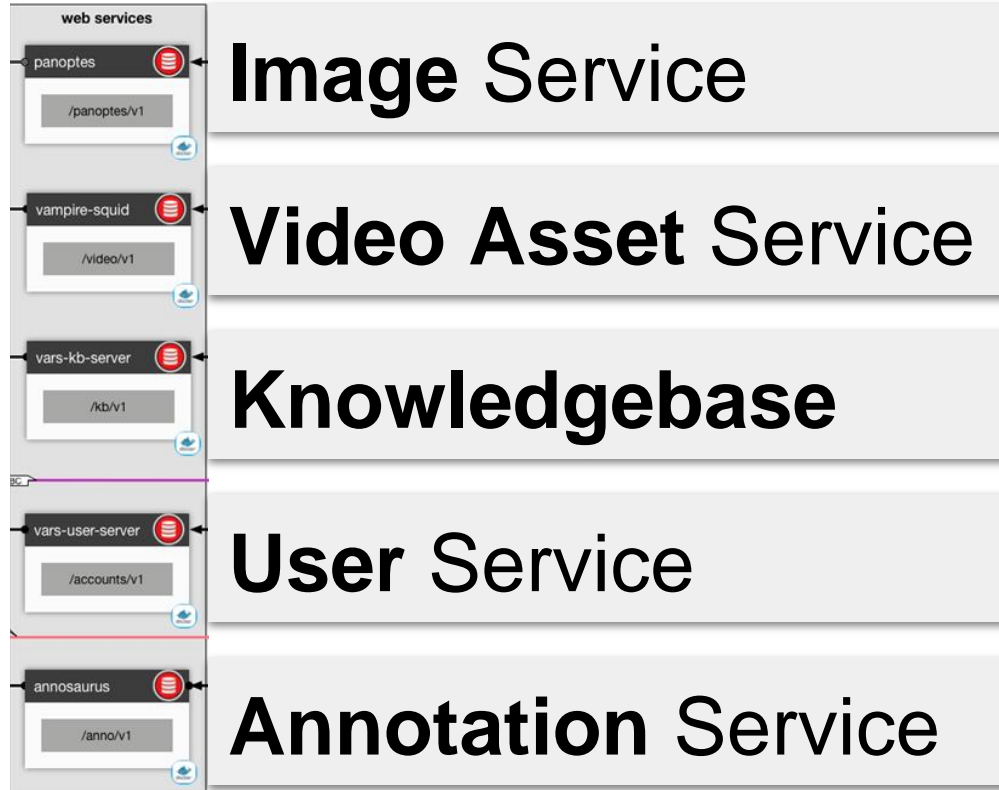 web services
panoptes
/panoptes/v1
Image Service
vampire-squid
/video/v1
Video Asset Service
vars-kb-server
/kb/v1
Knowledgebase
vars-user-server
/accounts/v1
User Service
annosaurus
/anno/v1
Annotation Service